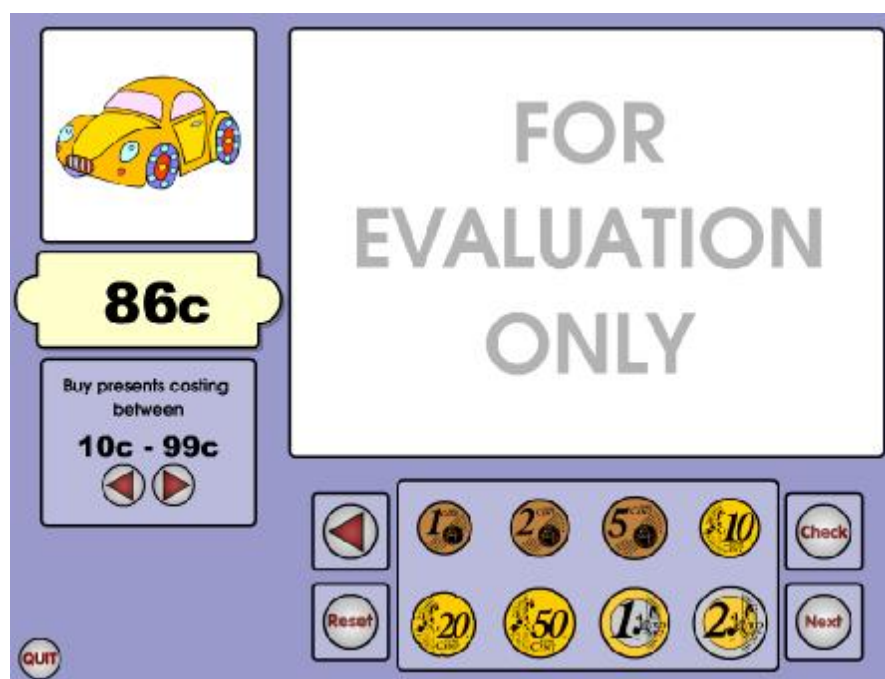 86c
Buy presents costing
between
10c - 99c
FOR
EVALUATION
ONLY
1
2
5
10
Check
Reset
20
50
1
2
Next
QUIT